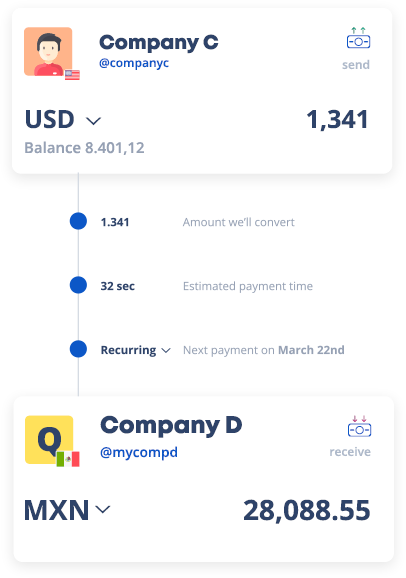 Company C
@companyc
send
USD 1,341
Balance 8.401,12
1.341 Amount we'll convert
32 sec Estimated payment time
Recurring Next payment on March 22nd
Q
Company D
@mycompd
receive
MXN 28,088.55